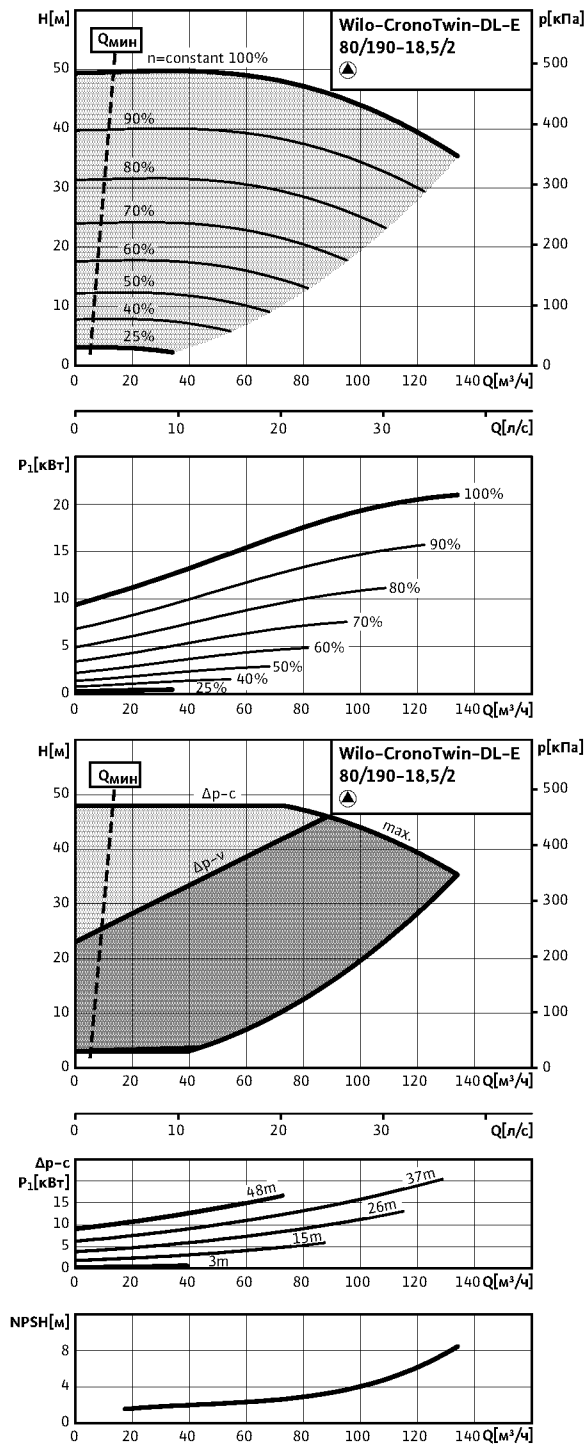 H[м]
Wilo-CronoTwin-DL-E
80/190-18,5/2
p[кПа]
Qмин
n=constant 100%
90%
80%
70%
60%
50%
40%
25%
50
40
30
20
10
0
500
400
300
200
100
0
0 20 40 60 80 100 120 140 Q[м³/ч]
0 10 20 30 Q[л/с]
P₁[кВт]
20
15
10
5
0
100%
90%
80%
70%
60%
50%
40%
25%
0 20 40 60 80 100 120 140 Q[м³/ч]
H[м]
Wilo-CronoTwin-DL-E
80/190-18,5/2
p[кПа]
Qмин
Δp-c
Δp-v
max.
50
40
30
20
10
0
500
400
300
200
100
0
0 20 40 60 80 100 120 140 Q[м³/ч]
0 10 20 30 Q[л/с]
Δp-c
P₁[кВт]
15
10
5
0
48m
37m
26m
15m
3m
0 20 40 60 80 100 120 140 Q[м³/ч]
NPSH[м]
8
4
0
0 20 40 60 80 100 120 140 Q[м³/ч]